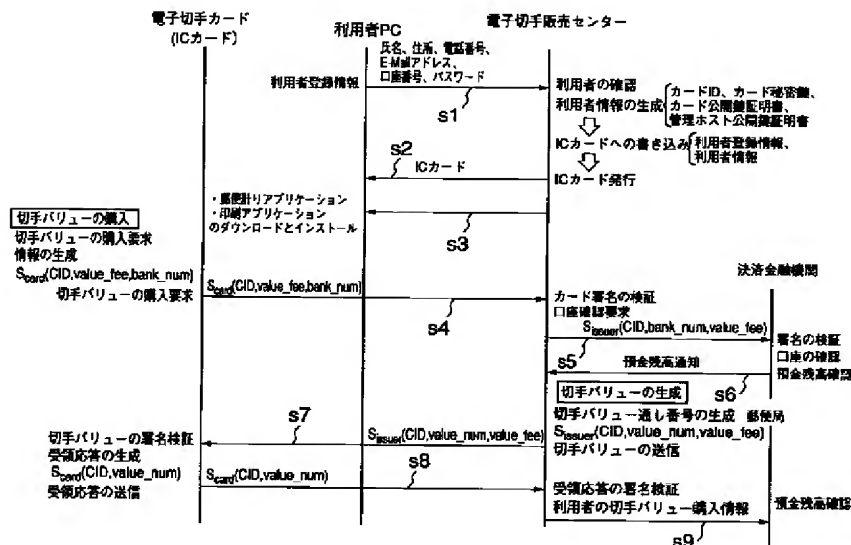 電子切手カード
(ICカード)
利用者PC
電子切手販売センター
氏名、住所、電話番号、
E-Mailアドレス、
口座番号、パスワード
利用者登録情報
s1
利用者の確認
利用者情報の生成
カードID、カード秘密鍵、
カード公開鍵証明書、
管理ホスト公開鍵証明書
s2
ICカード
ICカードへの書き込み
利用者登録情報、
利用者情報
ICカード発行
・郵便計りアプリケーション
・印刷アプリケーション
のダウンロードとインストール
s3
切手バリューの購入
切手バリューの購入要求
情報の生成
Scard(CID,value_fee,bank_num)
切手バリューの購入要求
Scard(CID,value_fee,bank_num)
s4
決済金融機関
カード署名の検証
口座確認要求
Sissuer(CID,bank_num,value_fee)
s5
署名の検証
口座の確認
預金残高確認
預金残高通知
s6
切手バリューの生成
切手バリュー通し番号の生成 郵便局
Sissuer(CID,value_num,value_fee)
切手バリューの送信
s7
Sissuer(CID,value_num,value_fee)
切手バリューの署名検証
受領応答の生成
Scard(CID,value_num)
受領応答の送信
Scard(CID,value_num)
s8
受領応答の署名検証
利用者の切手バリュー購入情報
預金残高確認
s9